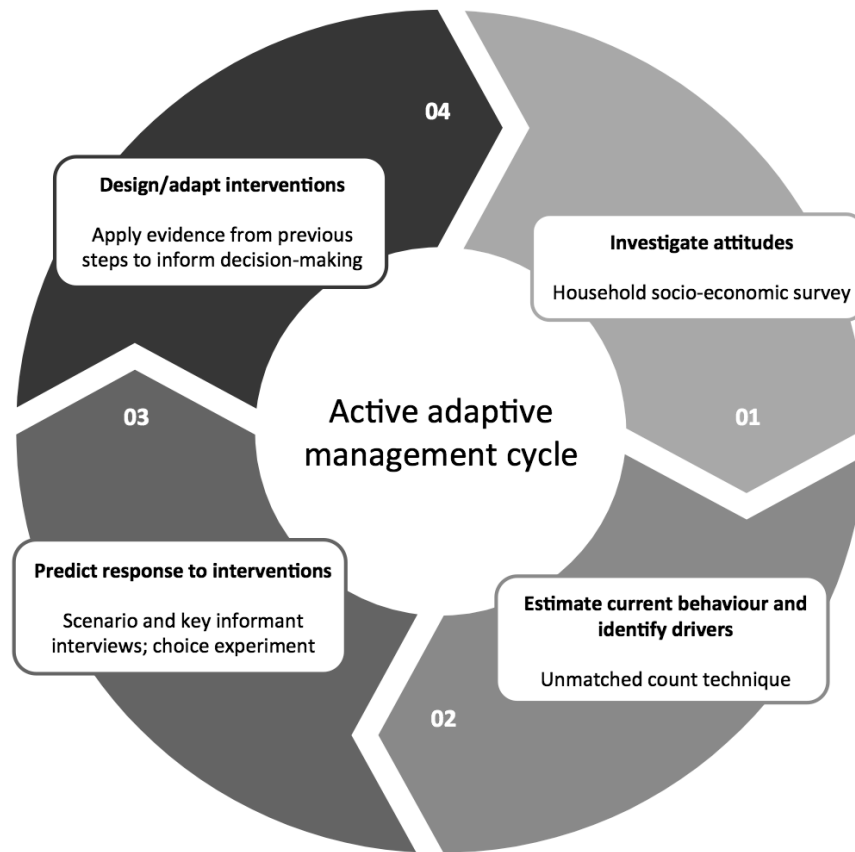 04
Design/adapt interventions
Apply evidence from previous
steps to inform decision-making
Investigate attitudes
Household socio-economic survey
01
Active adaptive
management cycle
03
Predict response to interventions
Scenario and key informant
interviews; choice experiment
Estimate current behaviour and
identify drivers
Unmatched count technique
02